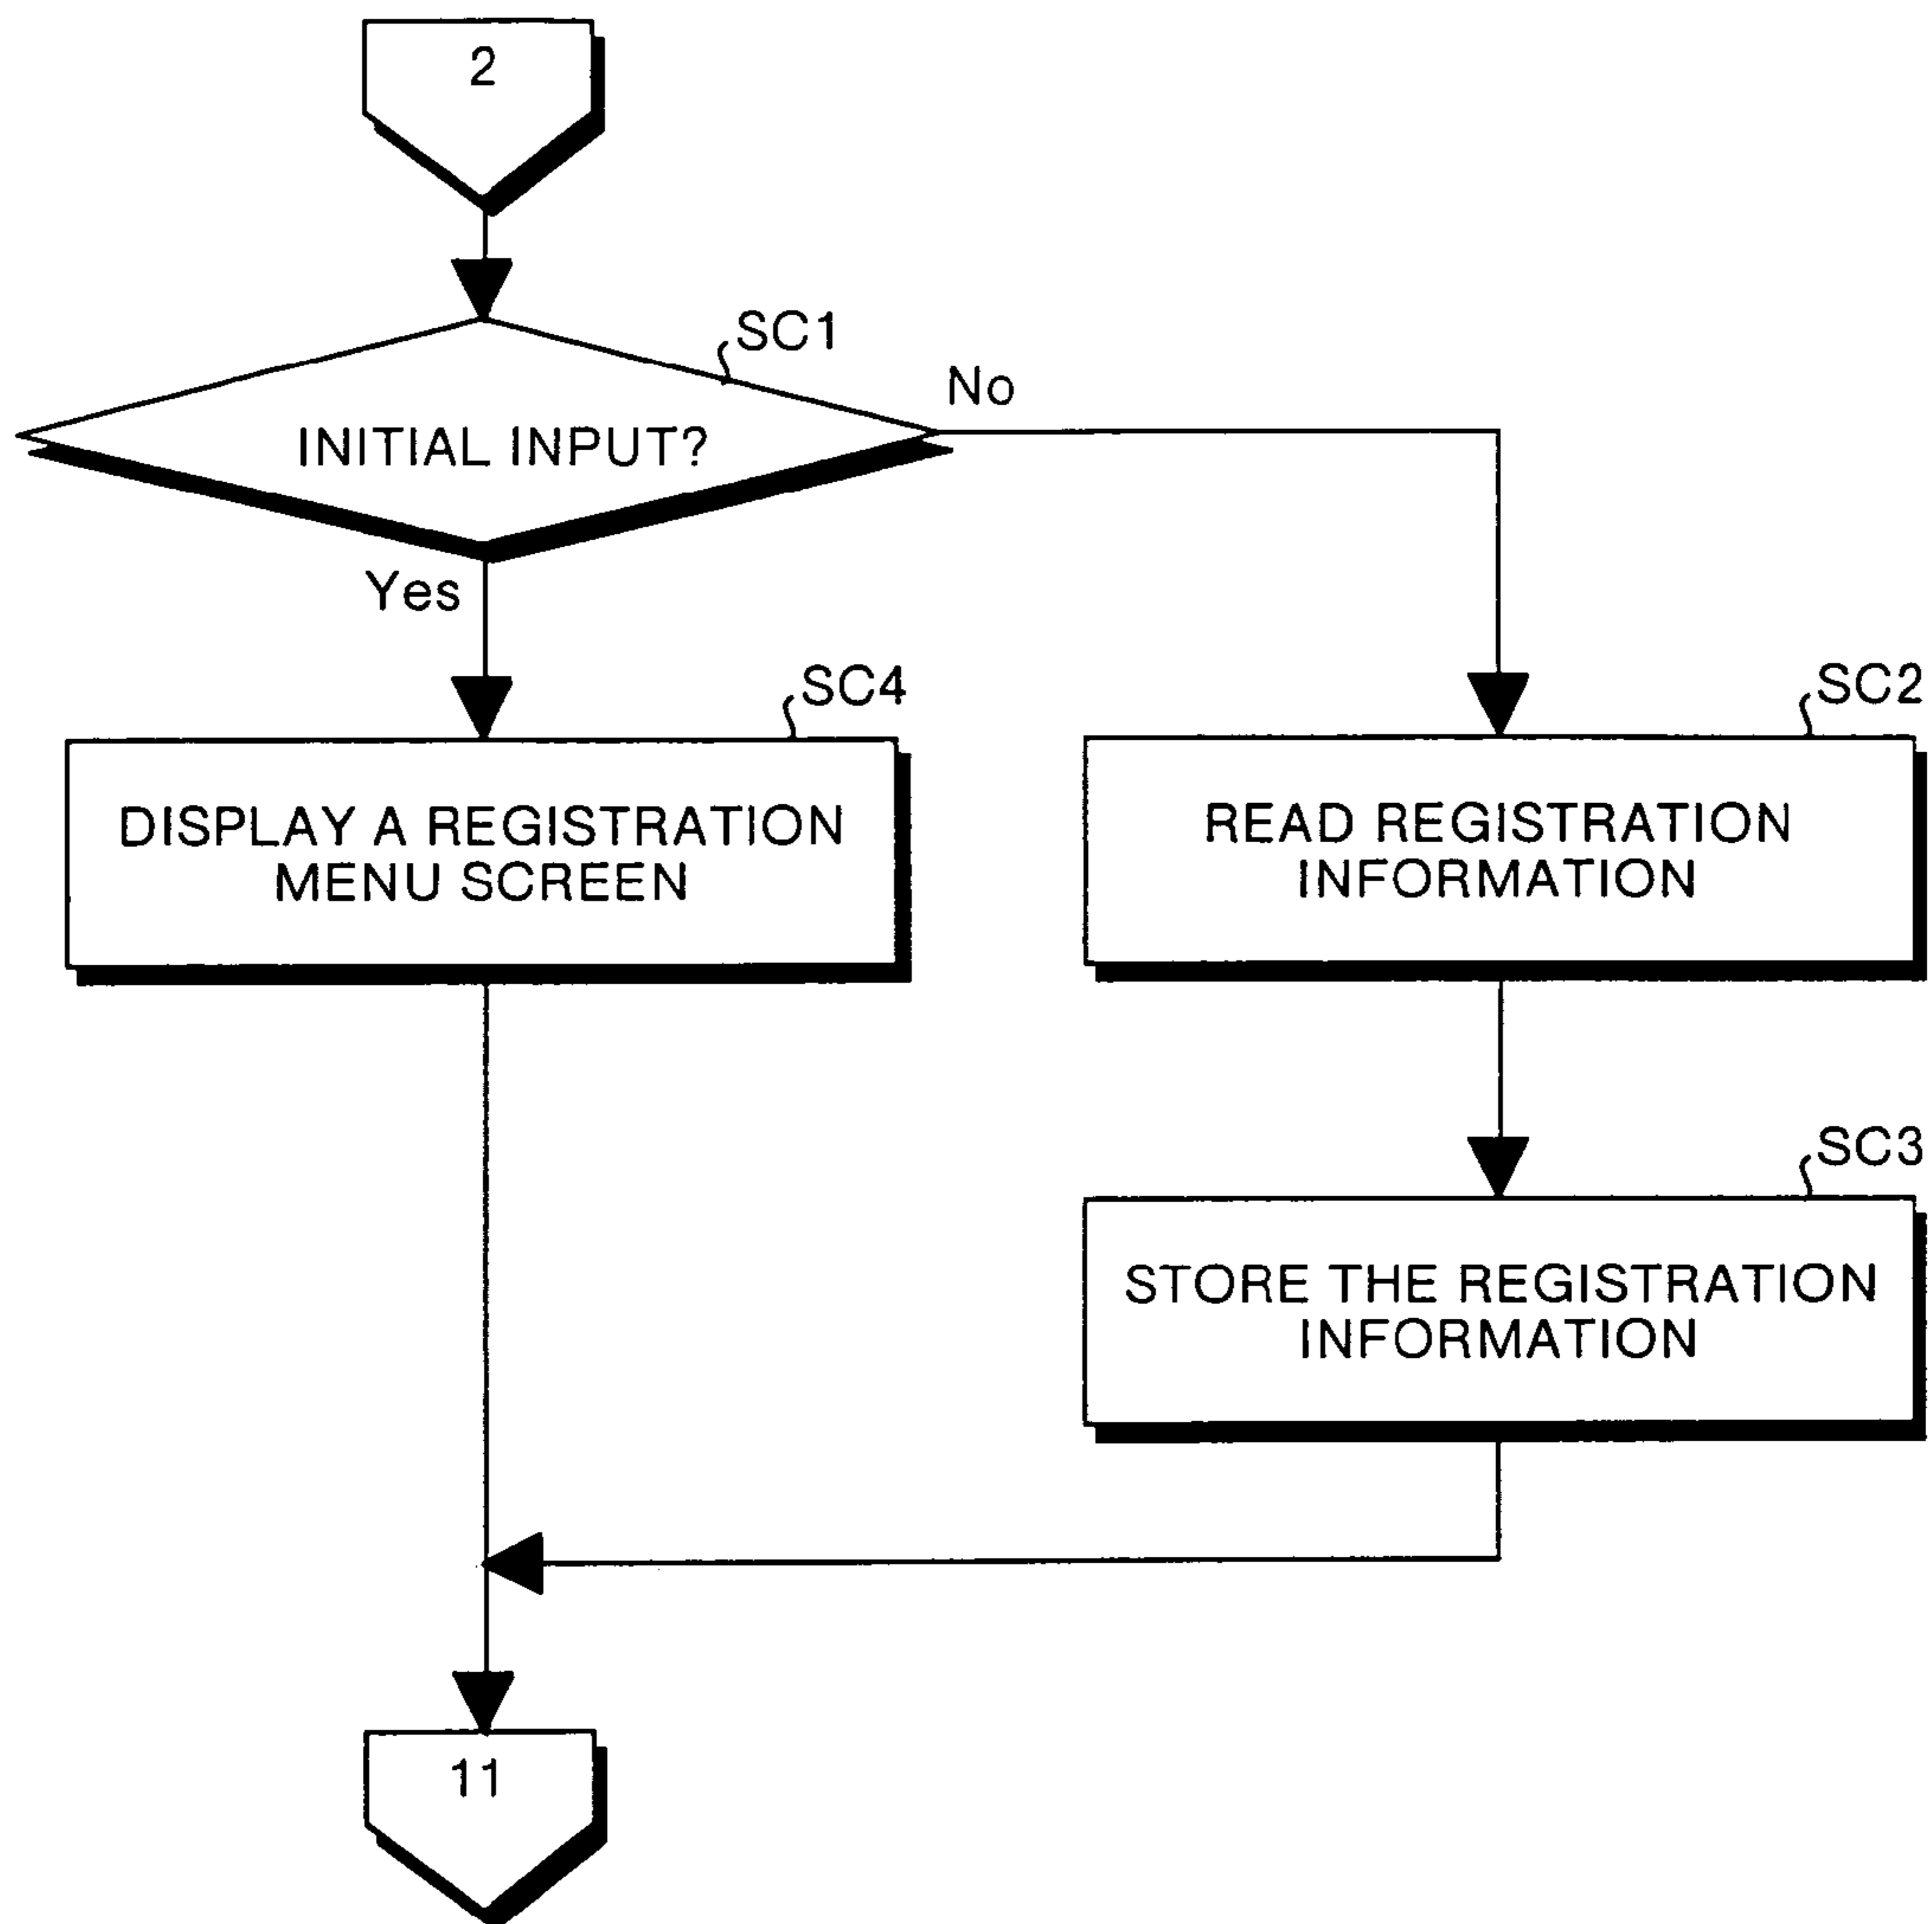 2
SC1
No
INITIAL INPUT?
Yes
SC4
DISPLAY A REGISTRATION
MENU SCREEN
SC2
READ REGISTRATION
INFORMATION
SC3
STORE THE REGISTRATION
INFORMATION
11